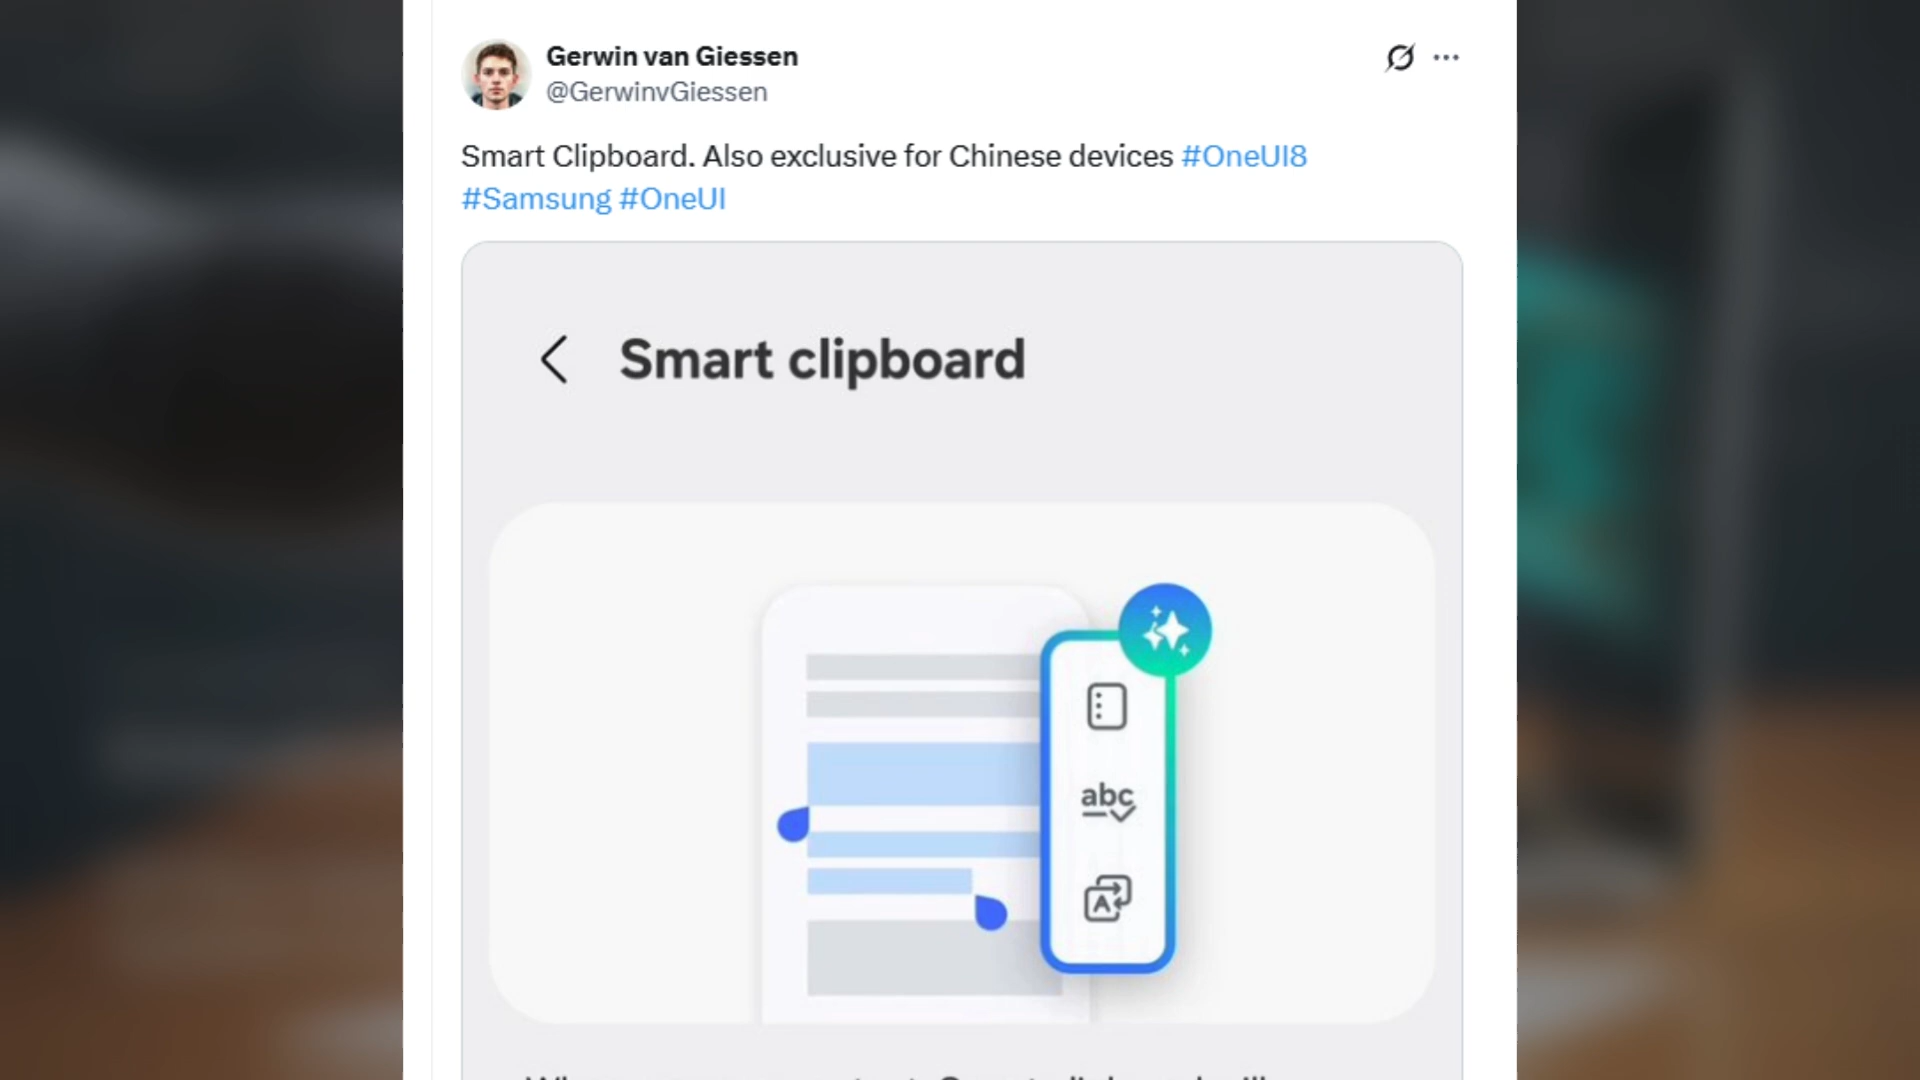 Gerwin van Giessen
@GerwinvGiessen
Smart Clipboard. Also exclusive for Chinese devices #OneUI8
#Samsung #OneUI
Smart clipboard
abc
A